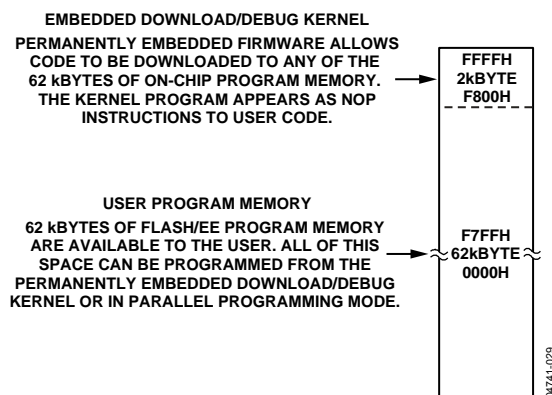 EMBEDDED DOWNLOAD/DEBUG KERNEL
PERMANENTLY EMBEDDED FIRMWARE ALLOWS
CODE TO BE DOWNLOADED TO ANY OF THE
62 kBYTES OF ON-CHIP PROGRAM MEMORY.
THE KERNEL PROGRAM APPEARS AS NOP
INSTRUCTIONS TO USER CODE.
FFFFH
2kBYTE
F800H
USER PROGRAM MEMORY
62 kBYTES OF FLASH/EE PROGRAM MEMORY
ARE AVAILABLE TO THE USER. ALL OF THIS
SPACE CAN BE PROGRAMMED FROM THE
PERMANENTLY EMBEDDED DOWNLOAD/DEBUG
KERNEL OR IN PARALLEL PROGRAMMING MODE.
F7FFH
62kBYTE
0000H
04741-029